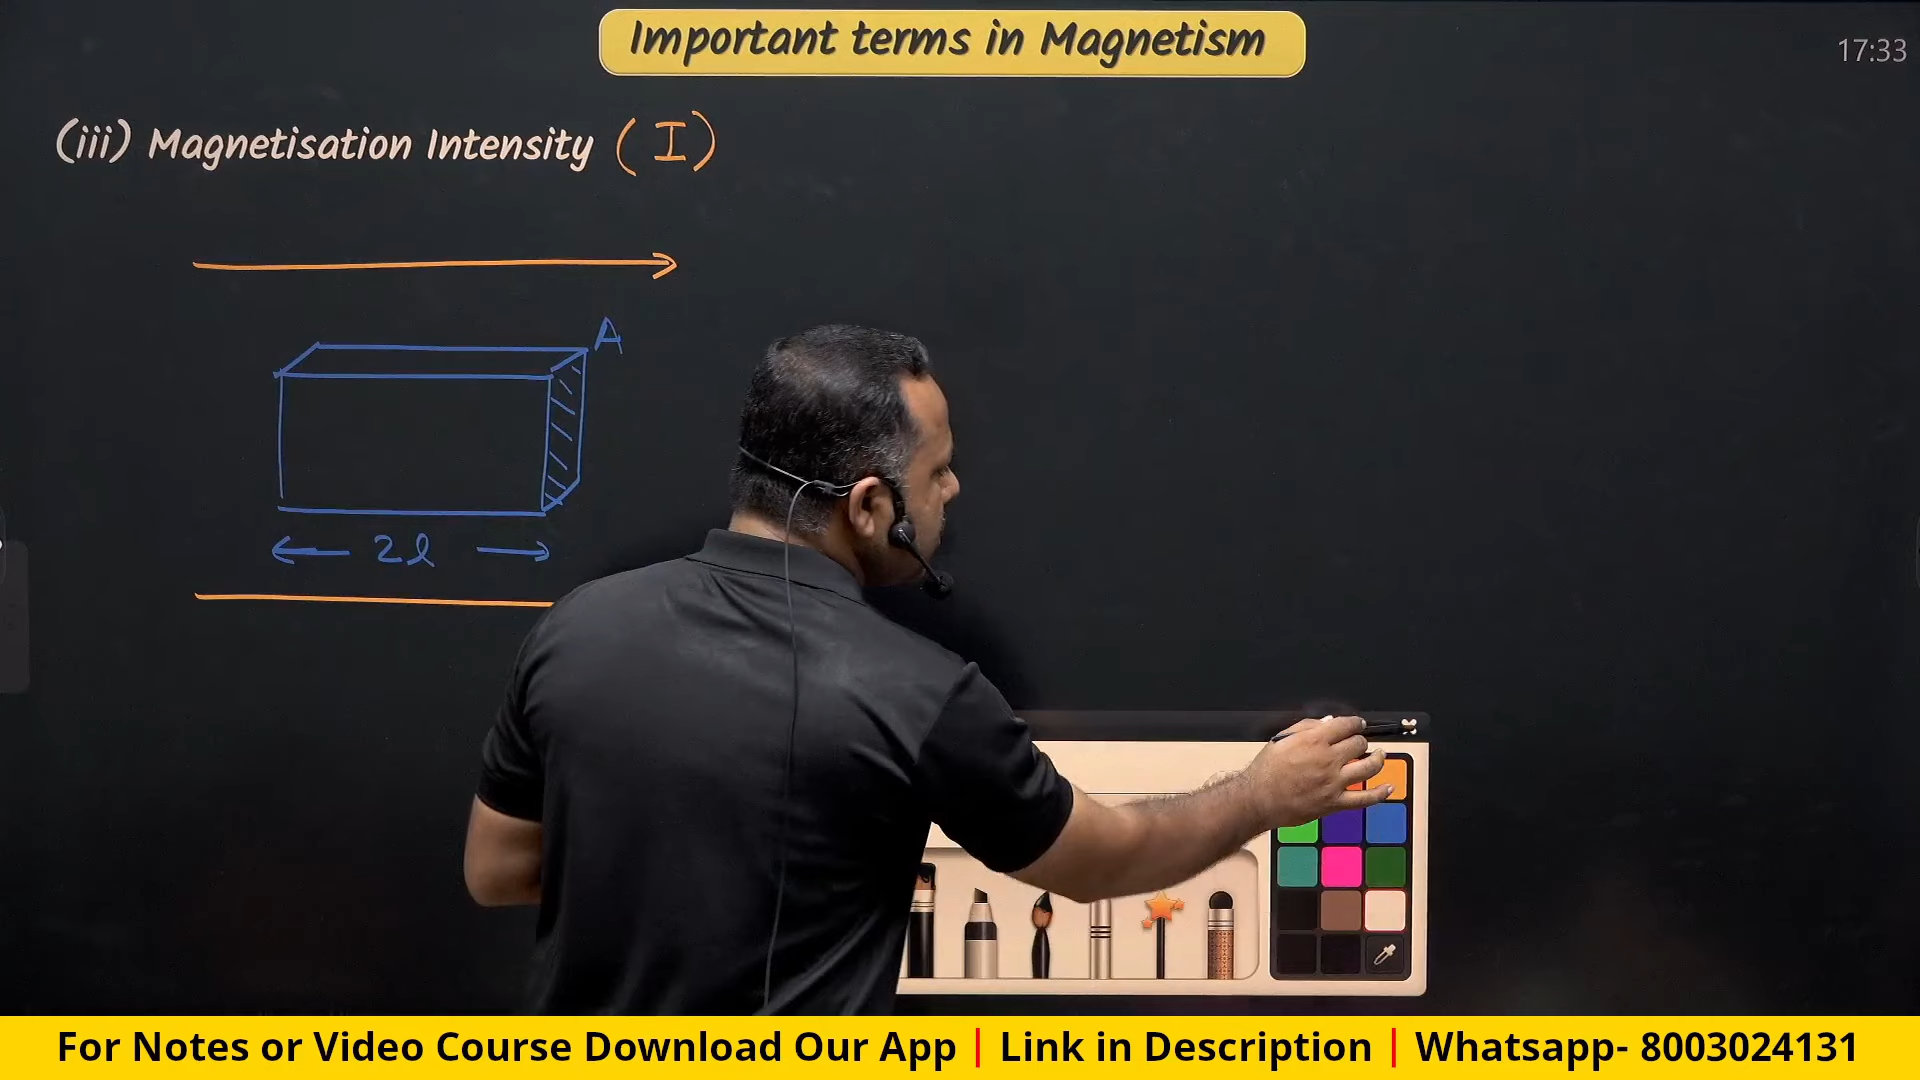 Important terms in Magnetism
17:33
(iii) Magnetisation Intensity (I)
A
2l
For Notes or Video Course Download Our App | Link in Description | Whatsapp- 8003024131